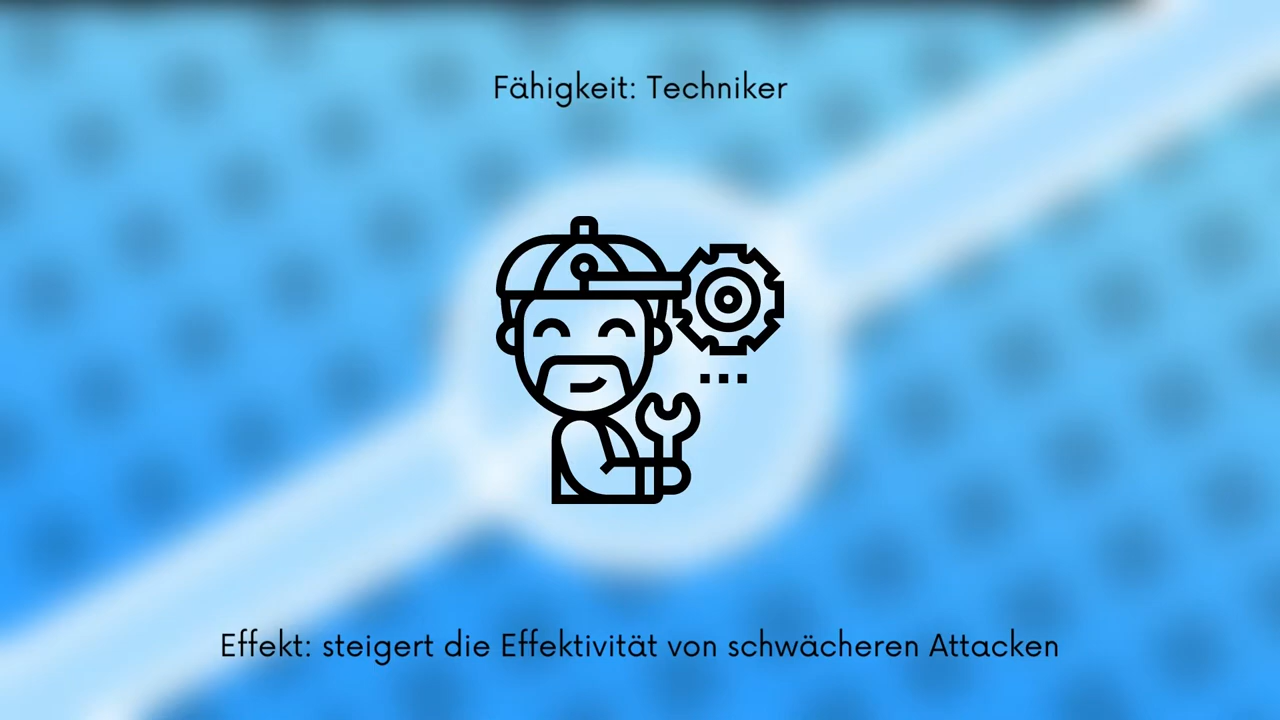 Fähigkeit: Techniker
Effekt: steigert die Effektivität von schwächeren Attacken